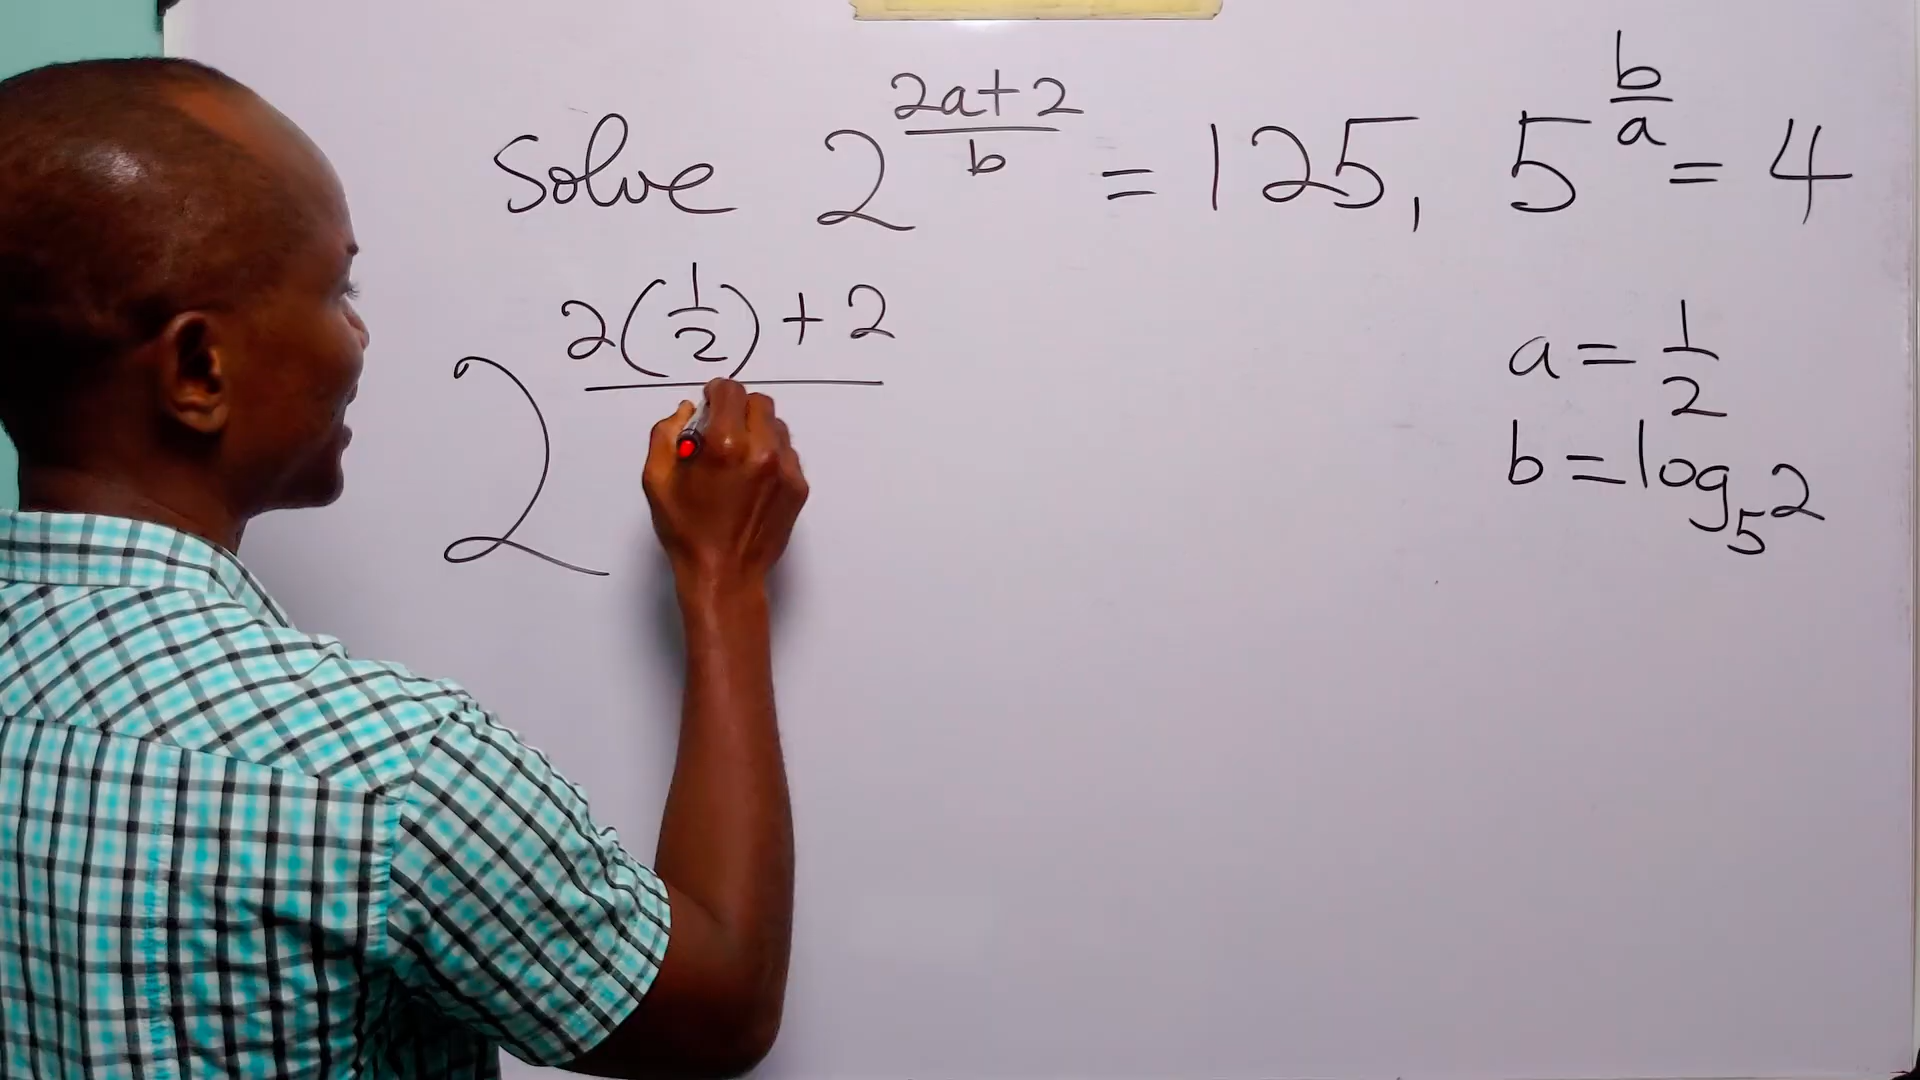 Solve 2^((2a+2)/b) = 125, 5^(b/a) = 4
2^((2(1/2)+2)/
a = 1/2
b = log_5 2